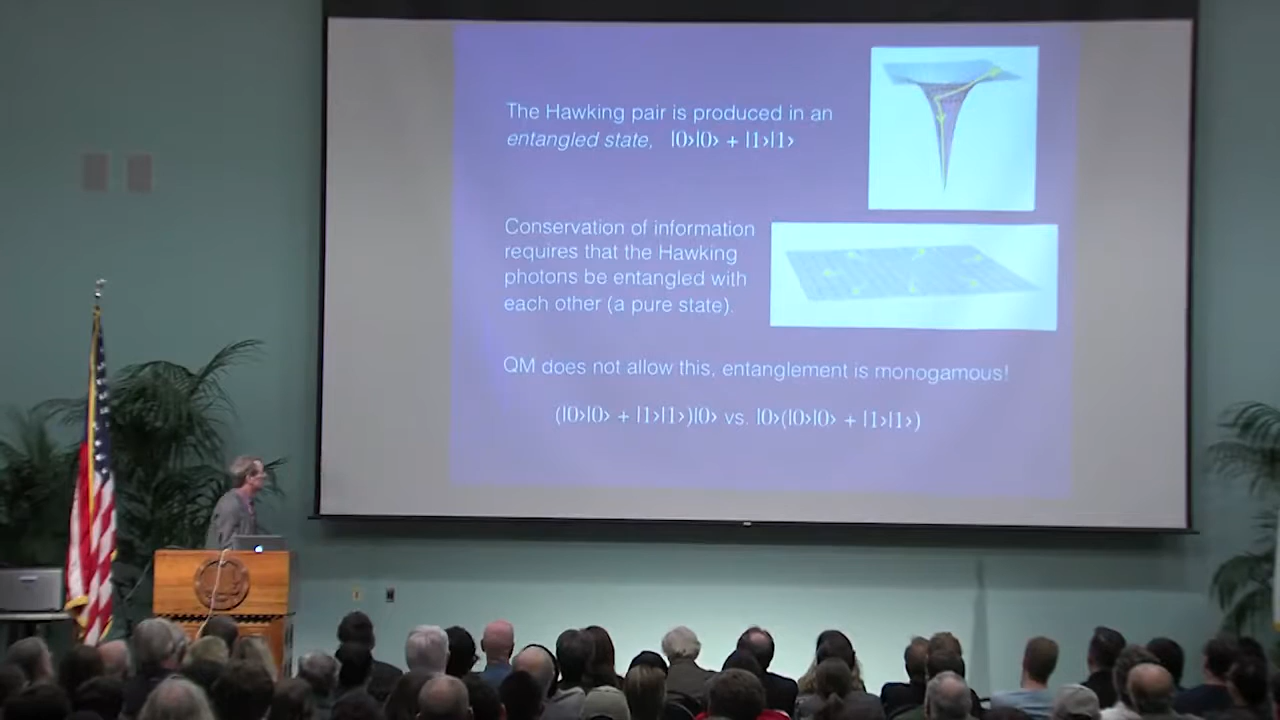 The Hawking pair is produced in an
entangled state, |0›|0› + |1›|1›
Conservation of information
requires that the Hawking
photons be entangled with
each other (a pure state).
QM does not allow this, entanglement is monogamous!
(|0›|0› + |1›|1›)|0› vs. |0›(|0›|0› + |1›|1›)